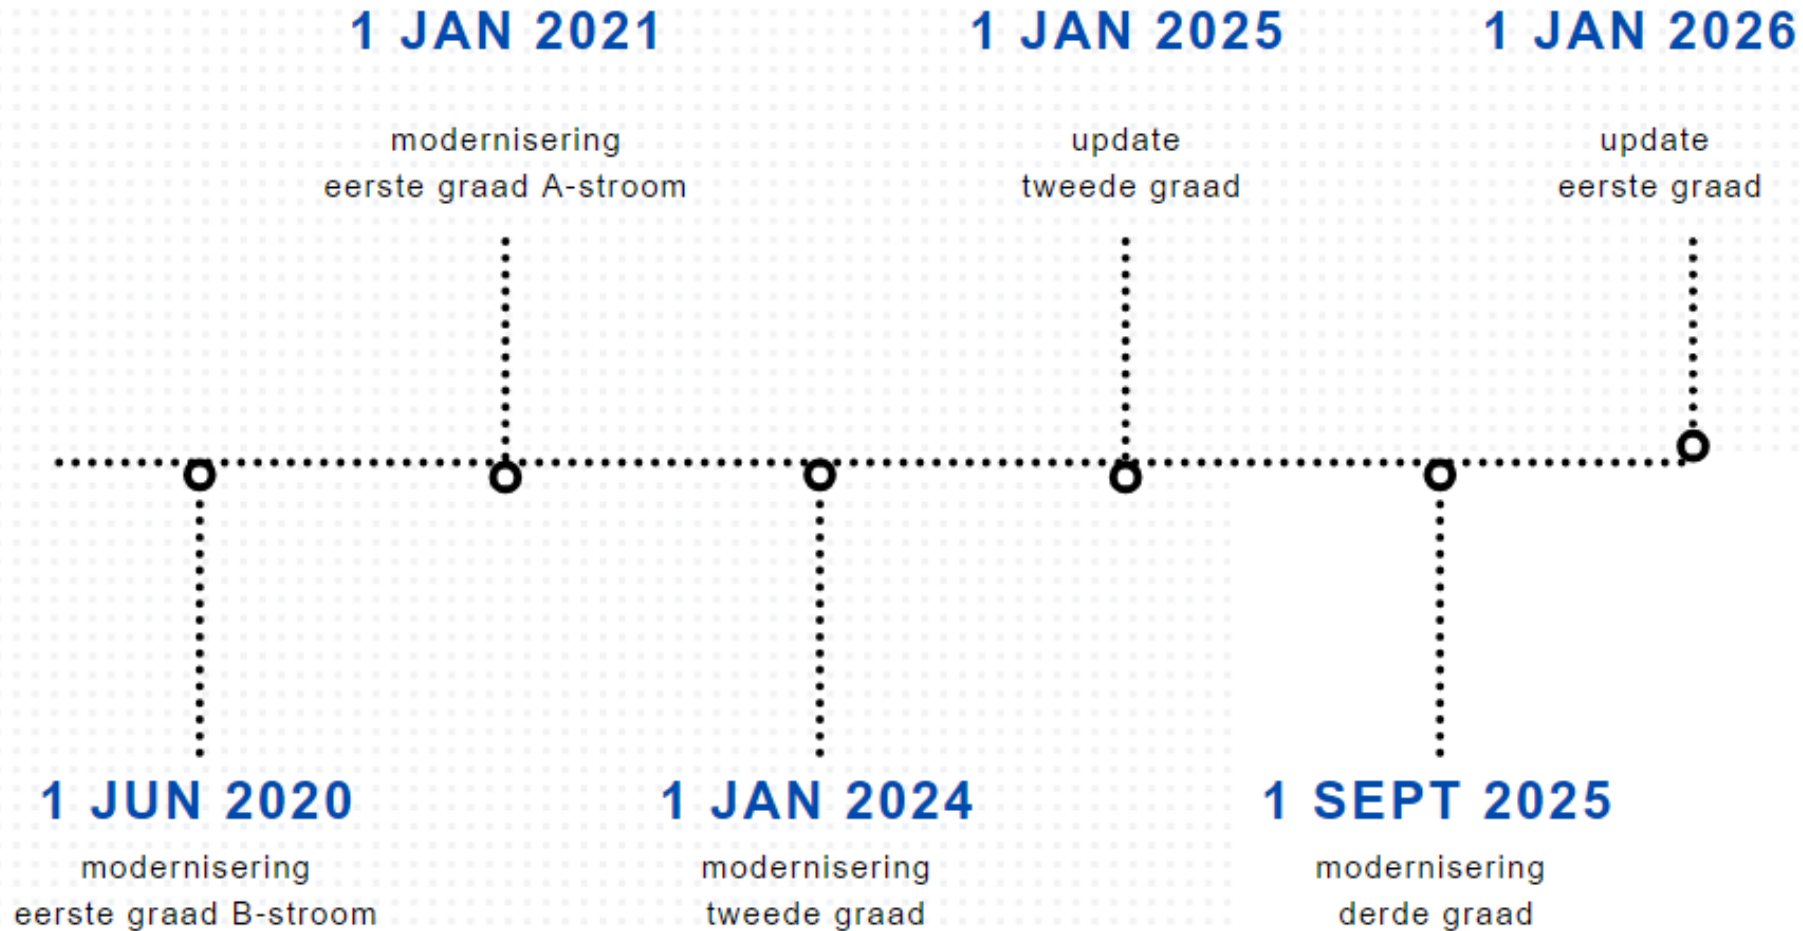 1 JAN 2021
modernisering
eerste graad A-stroom
1 JAN 2025
update
tweede graad
1 JAN 2026
update
eerste graad
1 JUN 2020
modernisering
eerste graad B-stroom
1 JAN 2024
modernisering
tweede graad
1 SEPT 2025
modernisering
derde graad